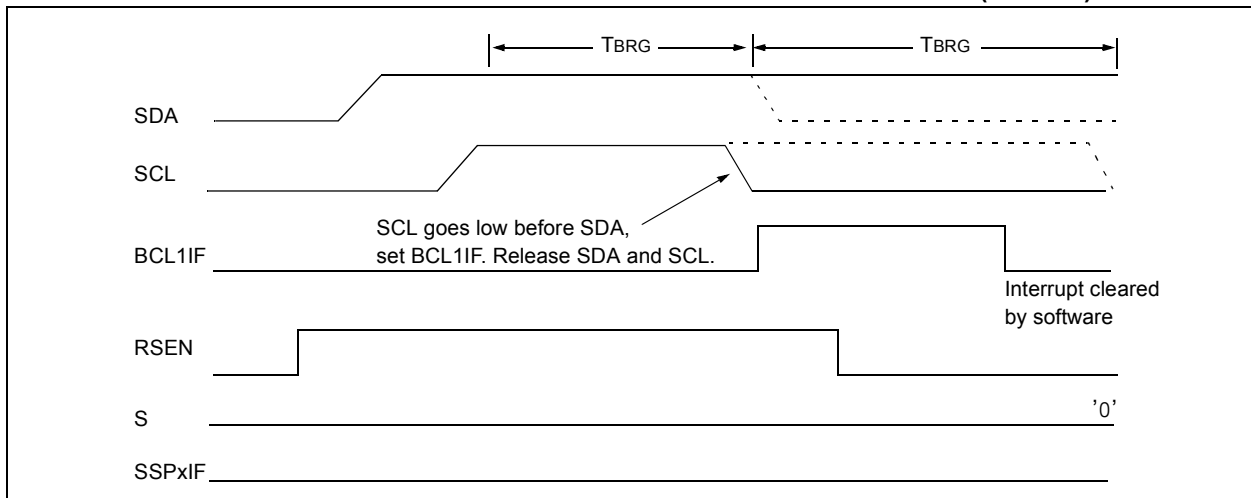 TBRG TBRG
SDA
SCL
SCL goes low before SDA,
set BCL1IF. Release SDA and SCL.
BCL1IF
Interrupt cleared
by software
RSEN
S '0'
SSPxIF